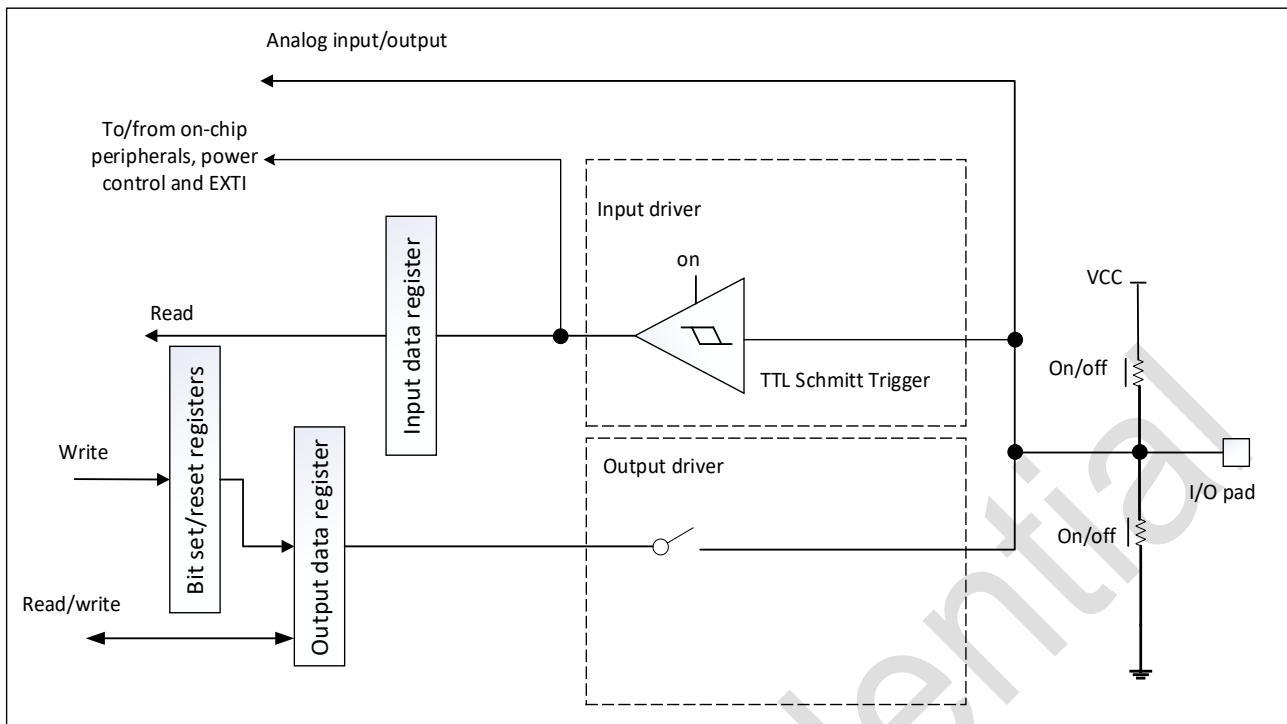 Analog input/output
To/from on-chip
peripherals, power
control and EXTI
Input driver
on
Input data register
VCC
Read
On/off
TTL Schmitt Trigger
Bit set/reset registers
Write
Output data register
Output driver
I/O pad
On/off
Read/write